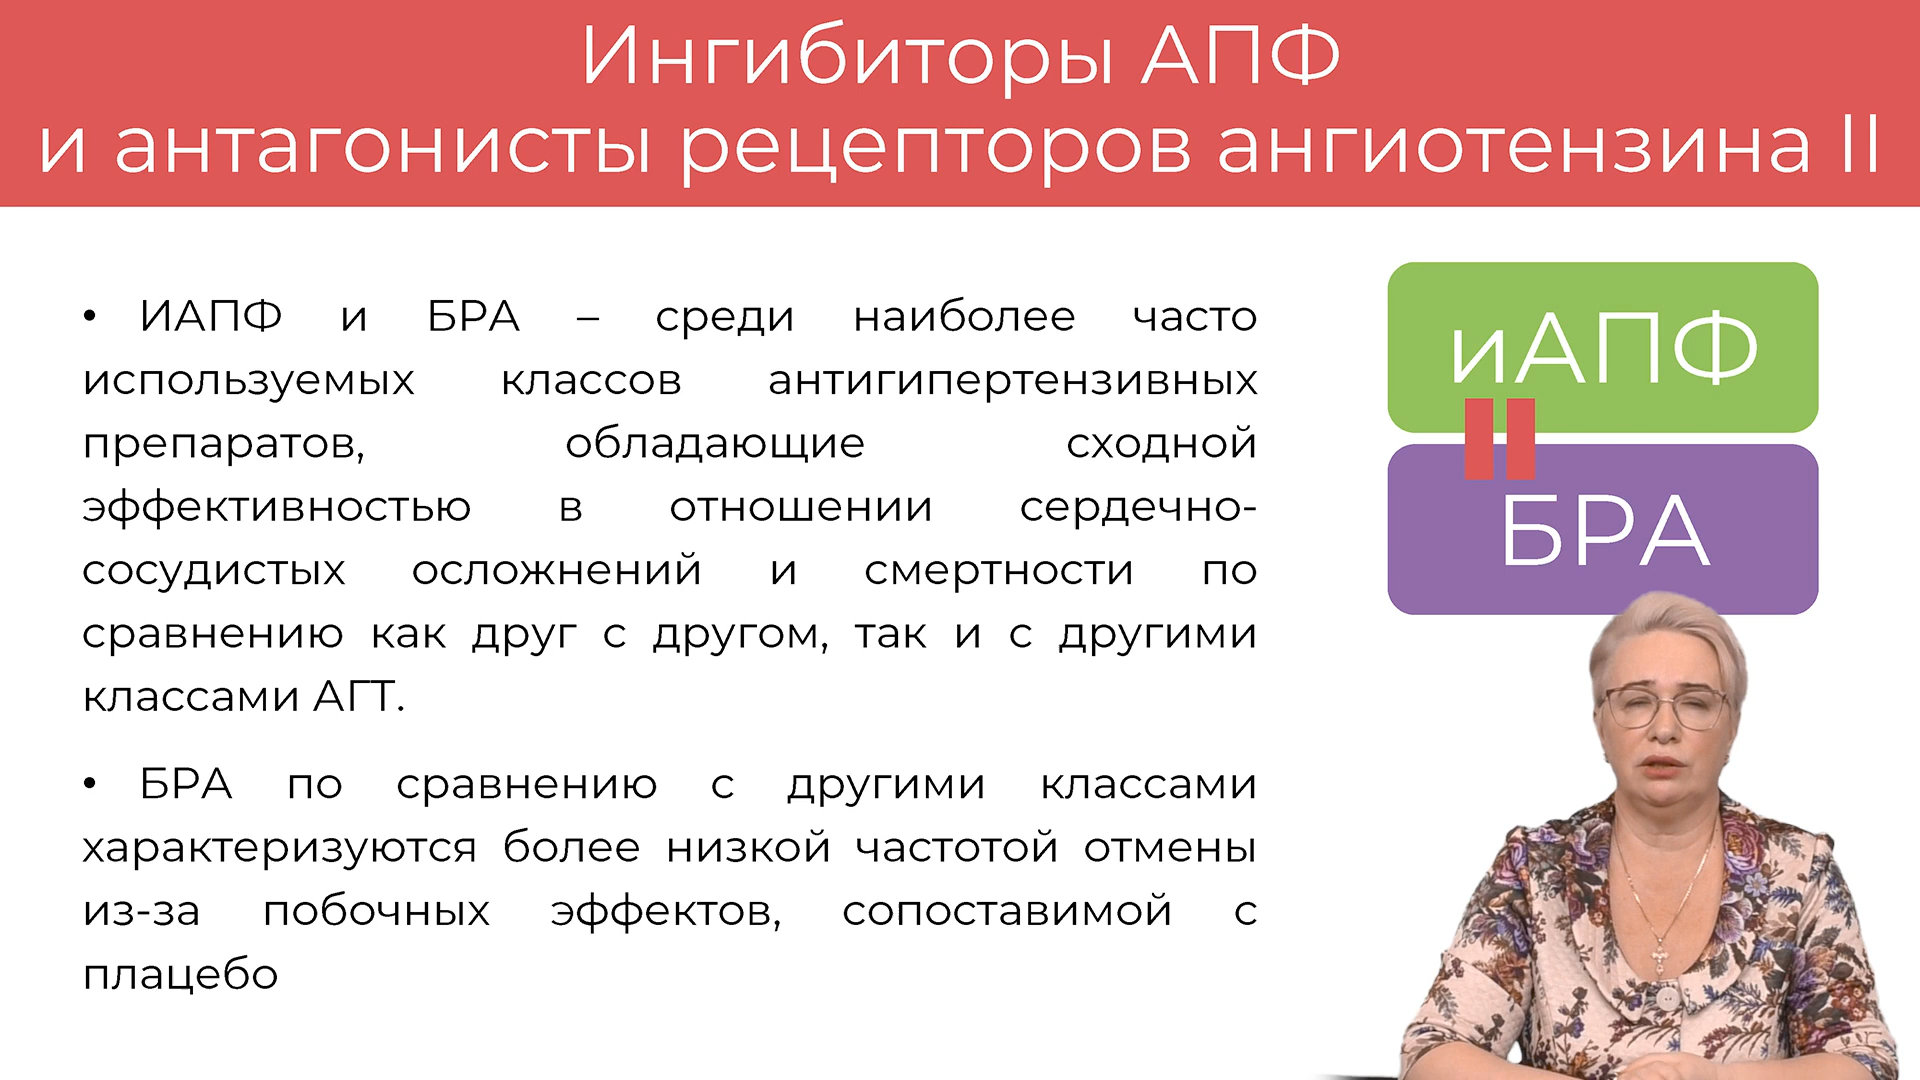 Ингибиторы АПФ
и антагонисты рецепторов ангиотензина II
• ИАПФ и БРА – среди наиболее часто
используемых классов антигипертензивных
препаратов, обладающие сходной
эффективностью в отношении сердечно-
сосудистых осложнений и смертности по
сравнению как друг с другом, так и с другими
классами АГТ.
• БРА по сравнению с другими классами
характеризуются более низкой частотой отмены
из-за побочных эффектов, сопоставимой с
плацебо
иАПФ
БРА